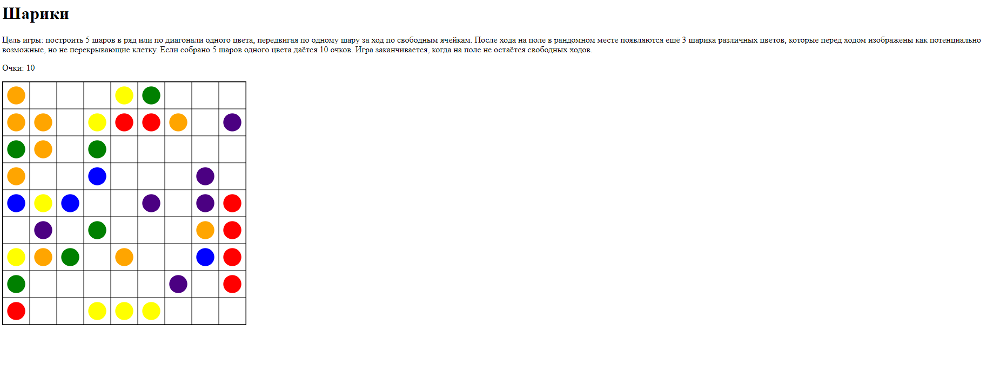 Шарики
Цель игры: построить 5 шаров в ряд или по диагонали одного цвета, передвигая по одному шару за ход по свободным ячейкам. После хода на поле в рандомном месте появляются ещё 3 шарика различных цветов, которые перед ходом изображены как потенциально
возможные, но не перекрывающие клетку. Если собрано 5 шаров одного цвета даётся 10 очков. Игра заканчивается, когда на поле не остаётся свободных ходов.
Очки: 10